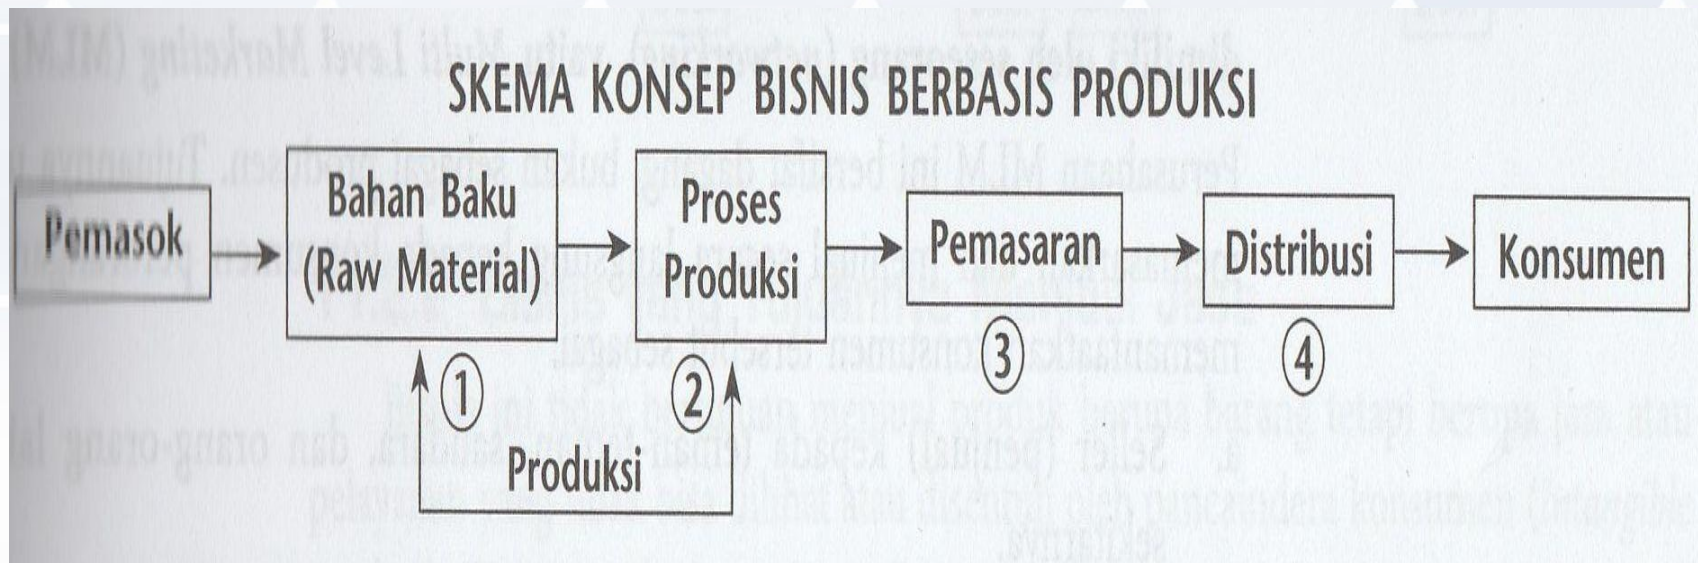 SKEMA KONSEP BISNIS BERBASIS PRODUKSI
Pemasok
Bahan Baku
(Raw Material)
Proses
Produksi
Pemasaran
Distribusi
Konsumen
1
2
3
4
Produksi